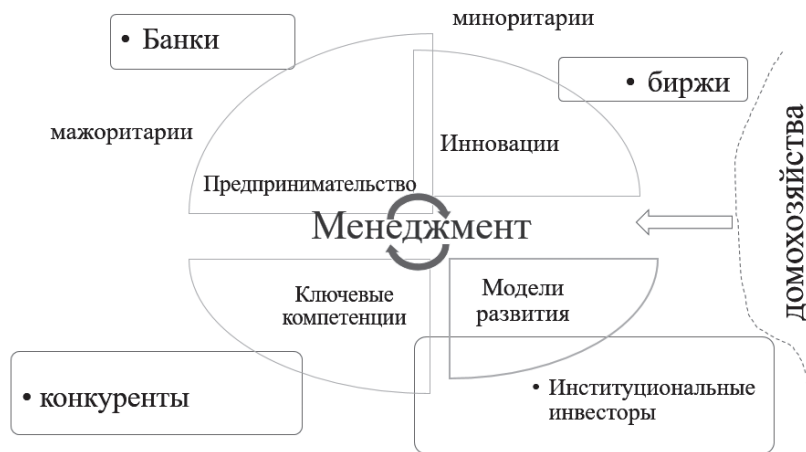 миноритарии
• Банки
• биржи
мажоритарии
Инновации
Предпринимательство
Менеджмент
домохозяйства
Ключевые
компетенции
Модели
развития
• конкуренты
• Институциональные
инвесторы